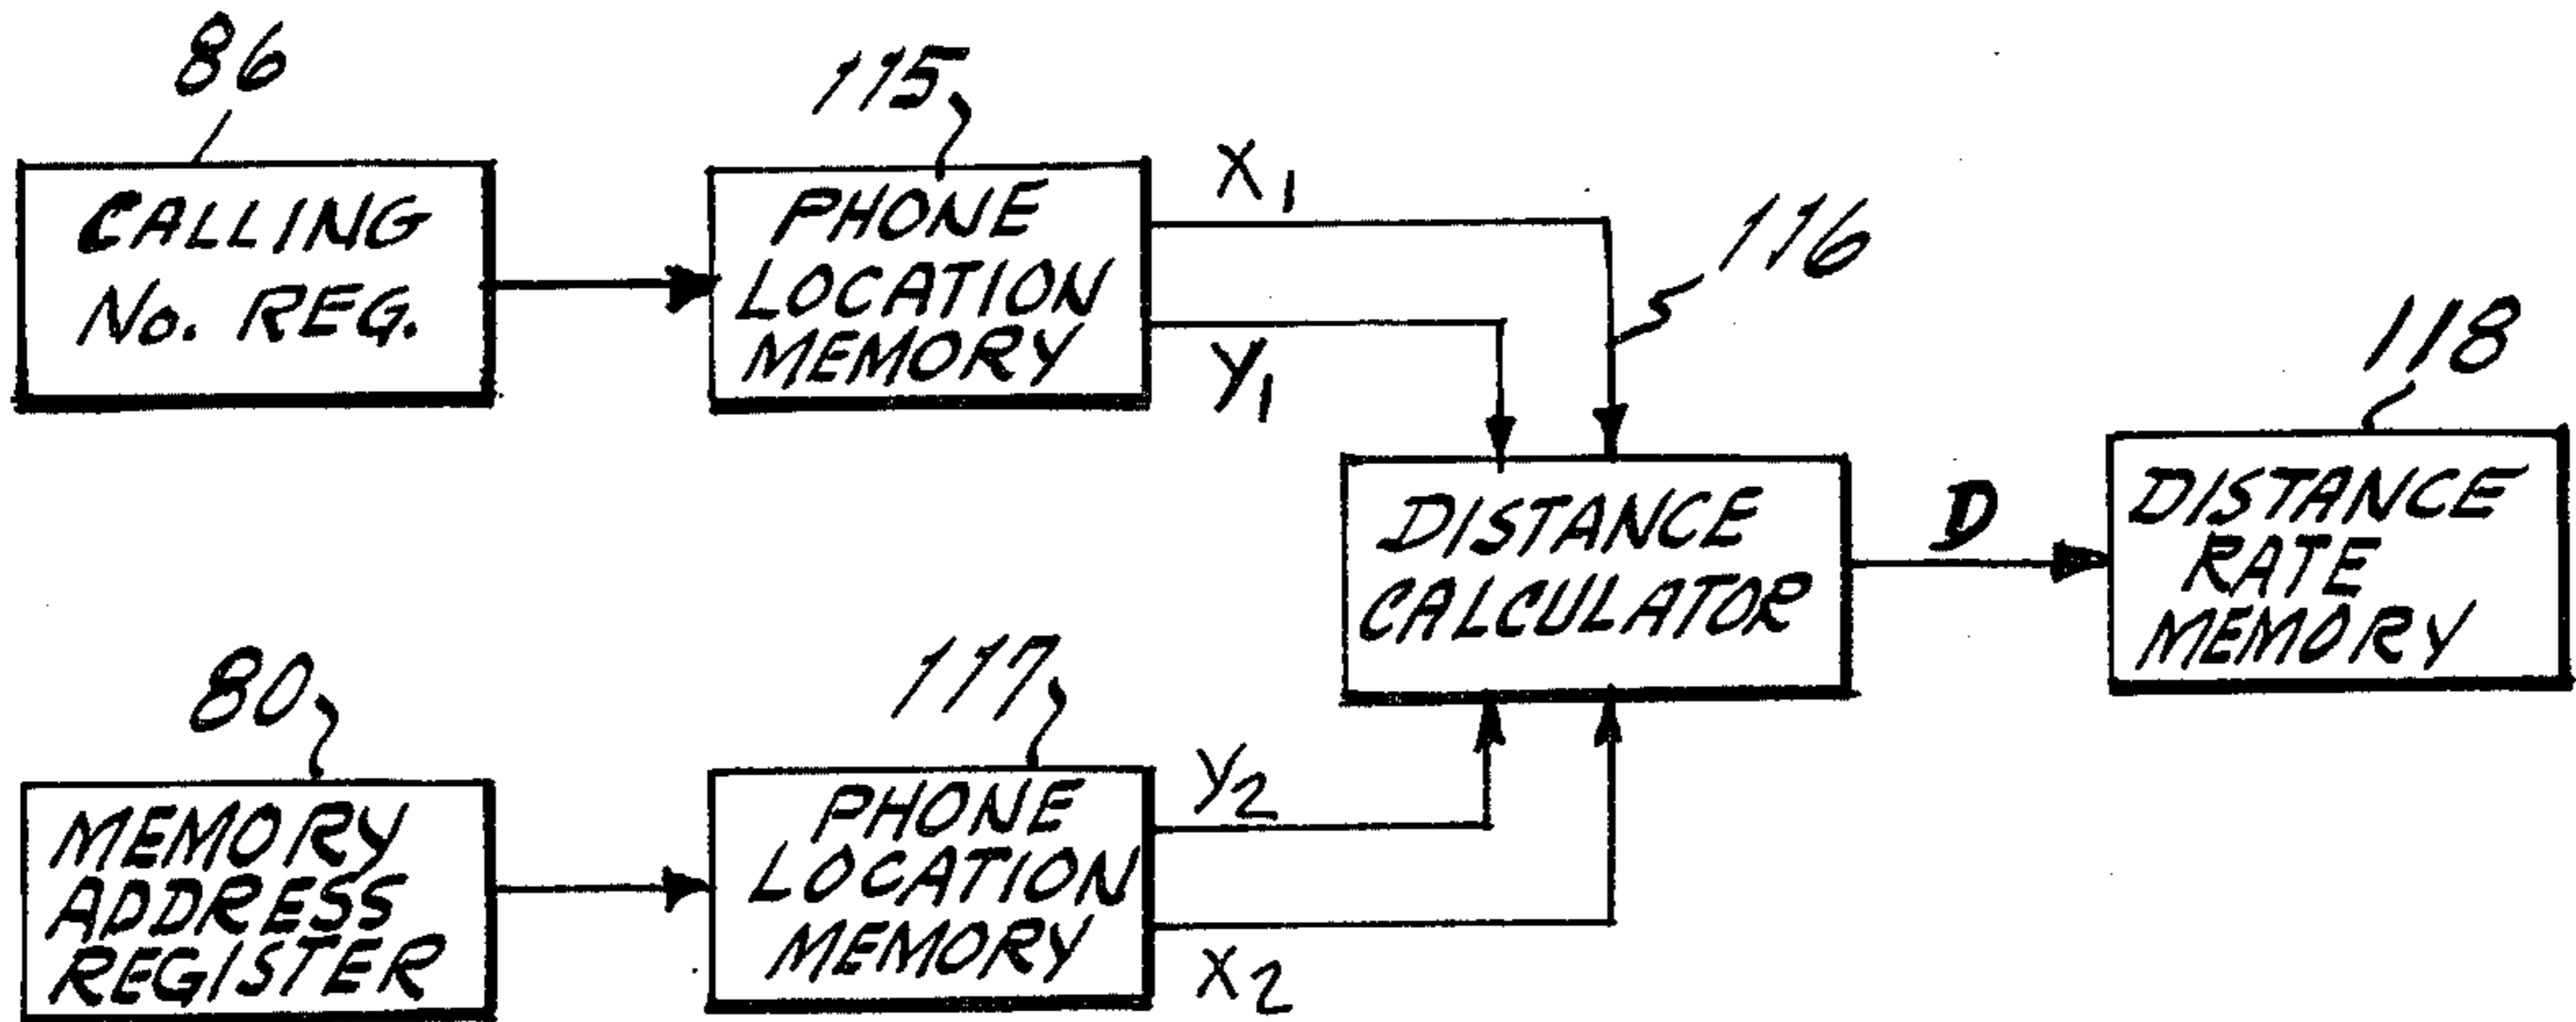 86
CALLING
No. REG.
115
PHONE
LOCATION
MEMORY
X1
Y1
116
DISTANCE
CALCULATOR
D
118
DISTANCE
RATE
MEMORY
80
MEMORY
ADDRESS
REGISTER
117
PHONE
LOCATION
MEMORY
Y2
X2